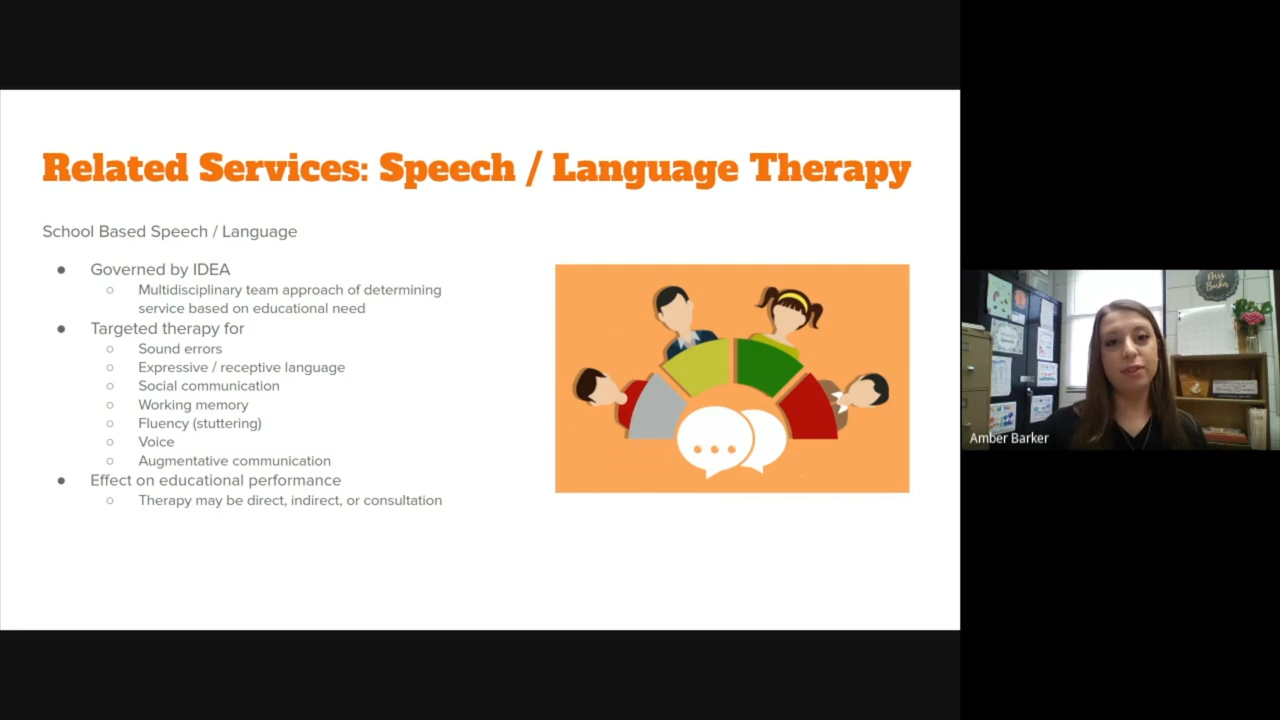 Related Services: Speech / Language Therapy
School Based Speech / Language
● Governed by IDEA
○ Multidisciplinary team approach of determining
service based on educational need
● Targeted therapy for
○ Sound errors
○ Expressive / receptive language
○ Social communication
○ Working memory
○ Fluency (stuttering)
○ Voice
○ Augmentative communication
● Effect on educational performance
○ Therapy may be direct, indirect, or consultation
Mrs
Barker
Amber Barker